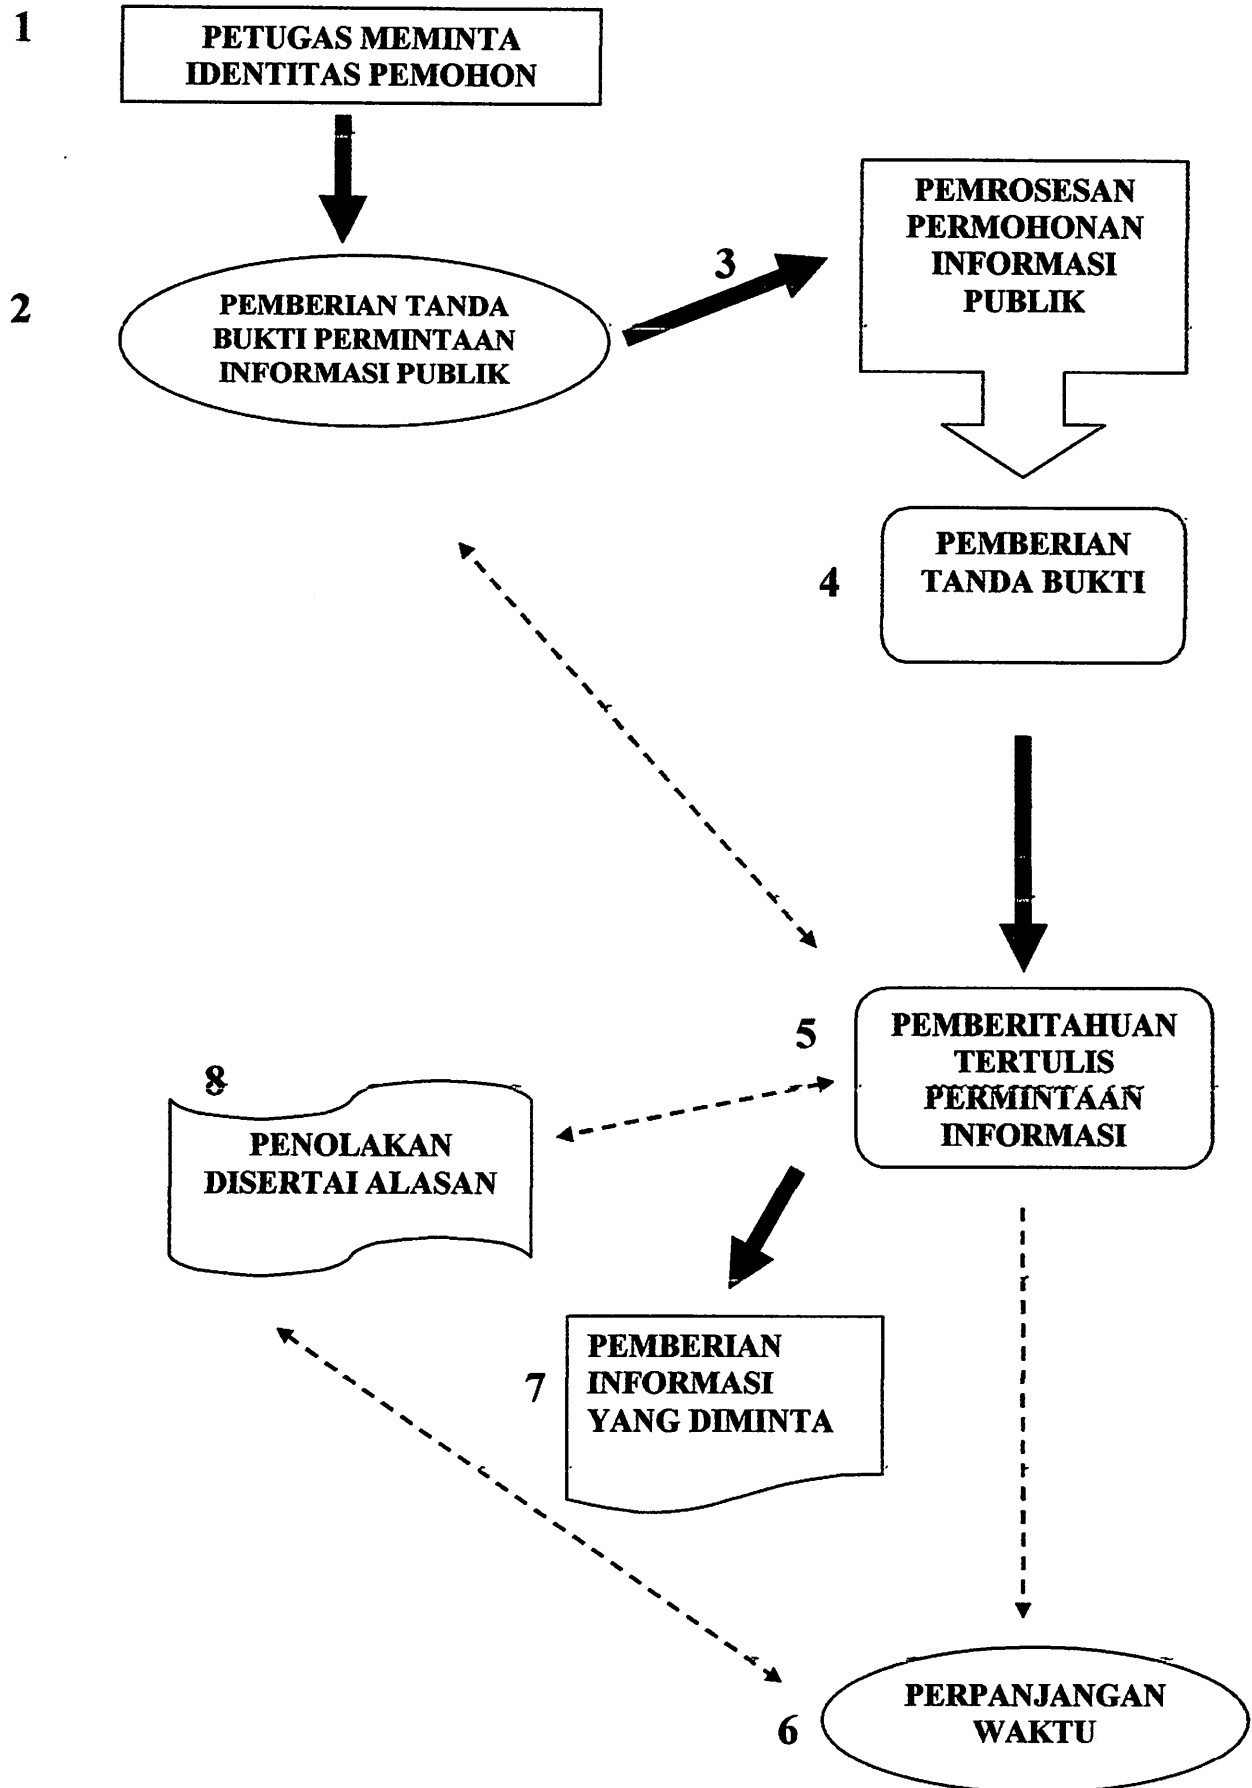 1
PETUGAS MEMINTA
IDENTITAS PEMOHON
2
PEMBERIAN TANDA
BUKTI PERMINTAAN
INFORMASI PUBLIK
3
PEMROSESAN
PERMOHONAN
INFORMASI
PUBLIK
4
PEMBERIAN
TANDA BUKTI
5
PEMBERITAHUAN
TERTULIS
PERMINTAAN
INFORMASI
8
PENOLAKAN
DISERTAI ALASAN
7
PEMBERIAN
INFORMASI
YANG DIMINTA
6
PERPANJANGAN
WAKTU